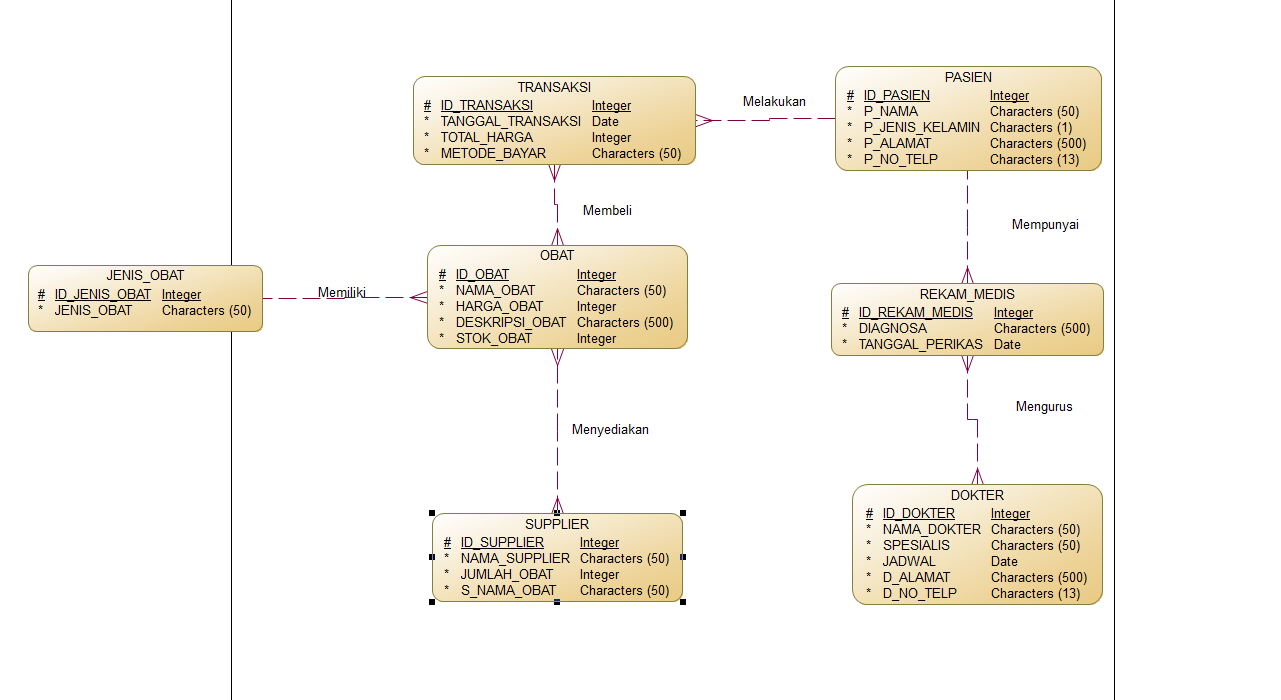 TRANSAKSI
# ID_TRANSAKSI Integer
* TANGGAL_TRANSAKSI Date
* TOTAL_HARGA Integer
* METODE_BAYAR Characters (50)
Melakukan
PASIEN
# ID_PASIEN Integer
* P_NAMA Characters (50)
* P_JENIS_KELAMIN Characters (1)
* P_ALAMAT Characters (500)
* P_NO_TELP Characters (13)
Membeli
Mempunyai
JENIS_OBAT
# ID_JENIS_OBAT Integer
* JENIS_OBAT Characters (50)
Memiliki
OBAT
# ID_OBAT Integer
* NAMA_OBAT Characters (50)
* HARGA_OBAT Integer
* DESKRIPSI_OBAT Characters (500)
* STOK_OBAT Integer
REKAM_MEDIS
# ID_REKAM_MEDIS Integer
* DIAGNOSA Characters (500)
* TANGGAL_PERIKAS Date
Menyediakan
Mengurus
SUPPLIER
# ID_SUPPLIER Integer
* NAMA_SUPPLIER Characters (50)
* JUMLAH_OBAT Integer
* S_NAMA_OBAT Characters (50)
DOKTER
# ID_DOKTER Integer
* NAMA_DOKTER Characters (50)
* SPESIALIS Characters (50)
* JADWAL Date
* D_ALAMAT Characters (500)
* D_NO_TELP Characters (13)